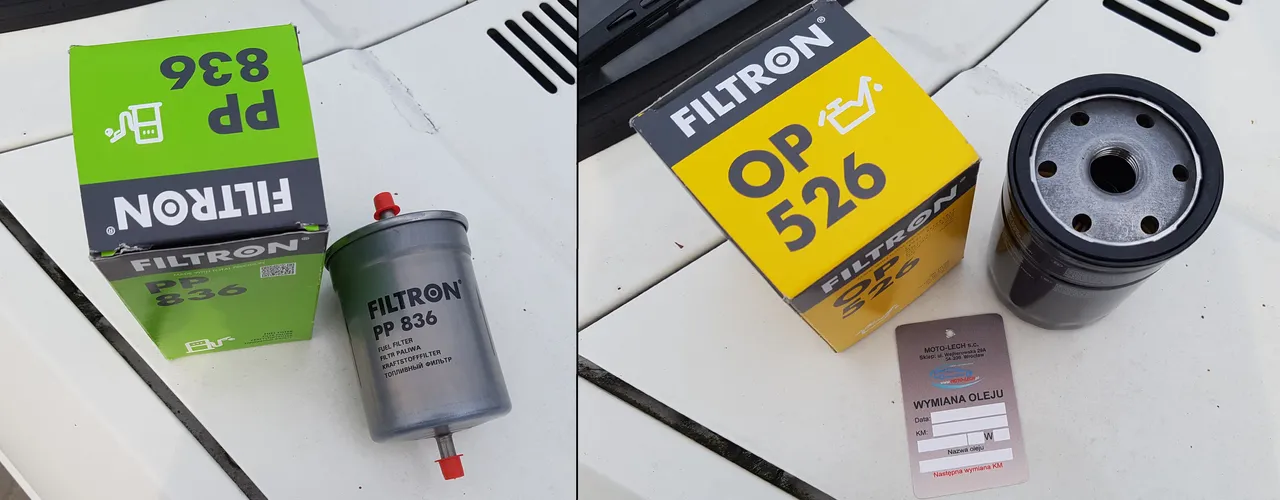 PP
836
FILTRON
FILTRON
PP
836
FILTRON®
PP 836
FUEL FILTER
FILTR PALIWA
KRAFTSTOFFFILTER
ТОПЛИВНЫЙ ФИЛЬТР
FILTRON®
OP
526
FILTRON
OP
526
MOTO-LECH s.c.
WYMIANA OLEJU
Data:
KM:
W
Nazwa oleju
Następna wymiana KM